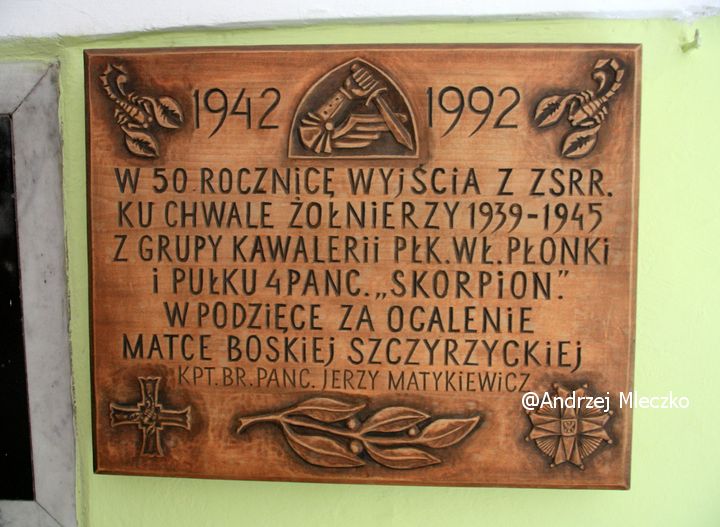 1942 1992
W 50 ROCZNICĘ WYJŚCIA Z ZSRR.
KU CHWALE ŻOŁNIERZY 1939-1945
Z GRUPY KAWALERII PŁK. WŁ. PŁONKI
I PUŁKU 4 PANC. „SKORPION".
W PODZIĘCE ZA OCALENIE
MATCE BOSKIEJ SZCZYRZYCKIEJ
KPT. BR. PANC. JERZY MATYKIEWICZ
@Andrzej Mleczko